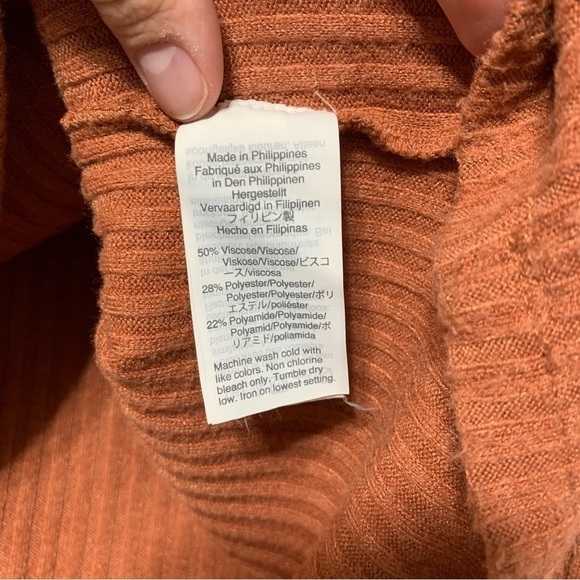 Made in Philippines
Fabriqué aux Philippines
in Den Philippinen
Hergestellt
Vervaardigd in Filipijnen
フィリピン製
Hecho en Filipinas
50% Viscose/Viscose/
Viskose/Viscose/ビスコ
ース/viscosa
28% Polyester/Polyester/
Polyester/Polyester/ポリ
エステル/poliéster
22% Polyamide/Polyamide/
Polyamid/Polyamide/ポ
リアミド/poliamida
Machine wash cold with
like colors. Non chlorine
bleach only. Tumble dry
low. Iron on lowest setting.